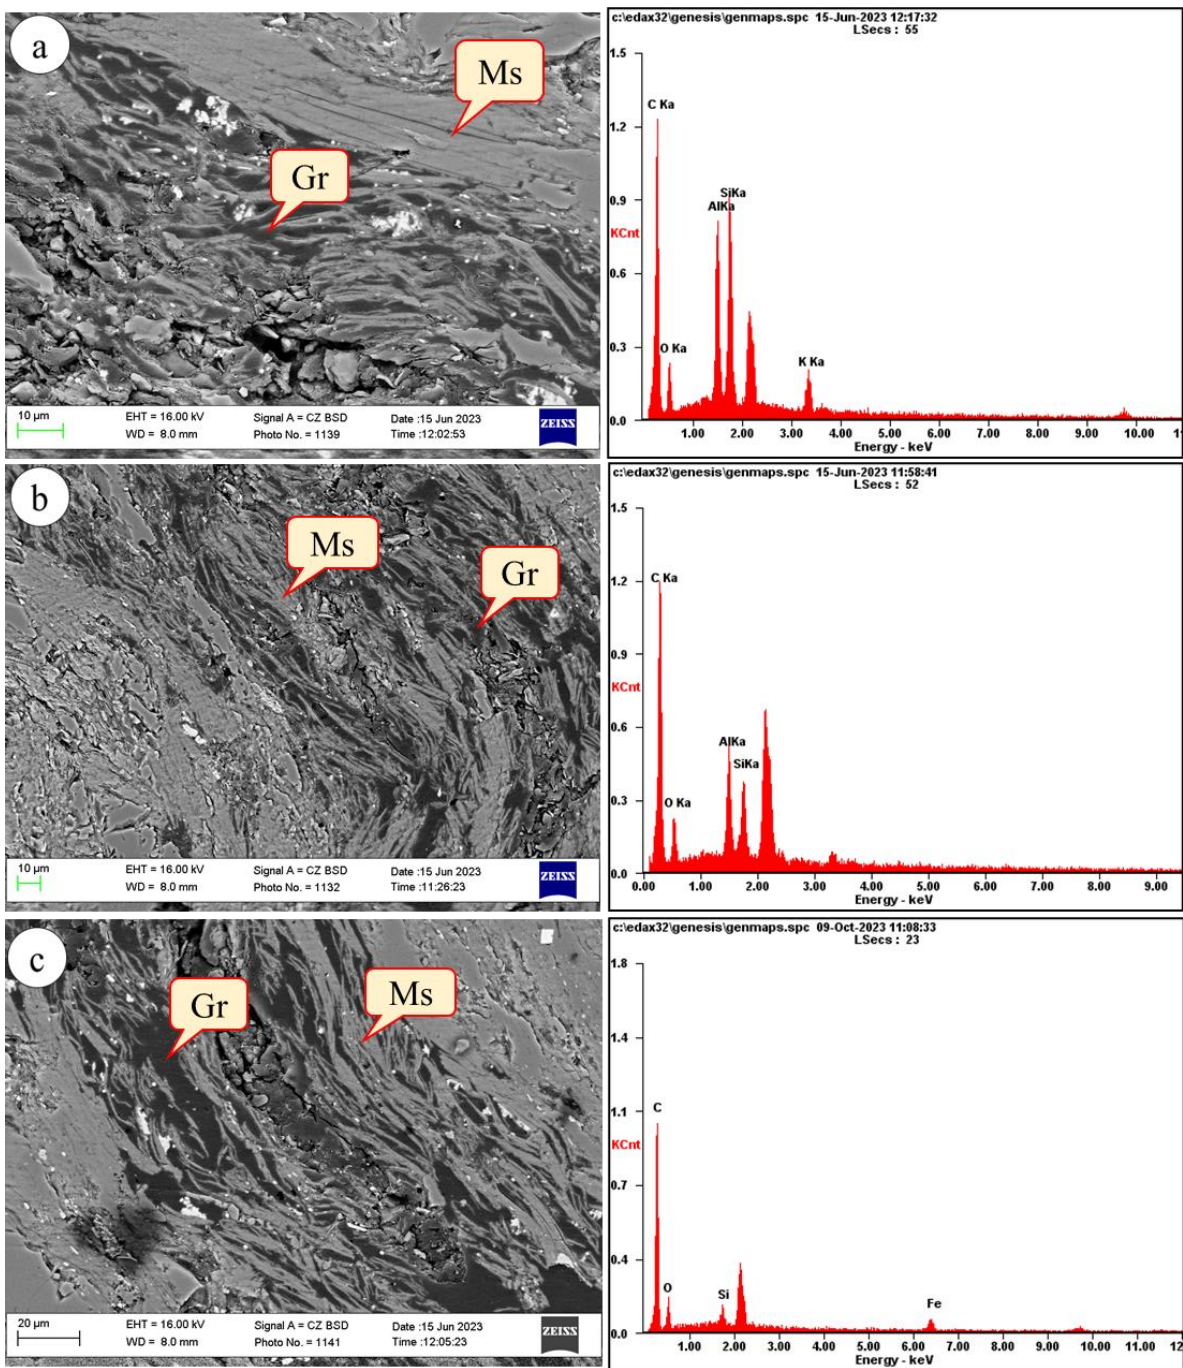 a
Ms
Gr
10 µm
EHT = 16.00 kV
WD = 8.0 mm
Signal A = CZ BSD
Photo No. = 1139
Date :15 Jun 2023
Time :12:02:53
ZEISS
c:\edax32\genesis\genmaps.spc 15-Jun-2023 12:17:32
LSecs : 55
1.5
C Ka
1.2
SiKa
0.9
AlKa
KCnt
0.6
0.3
O Ka
K Ka
0.0
1.00 2.00 3.00 4.00 5.00 6.00 7.00 8.00 9.00 10.00 11
Energy - keV
b
Ms
Gr
10 µm
EHT = 16.00 kV
WD = 8.0 mm
Signal A = CZ BSD
Photo No. = 1132
Date :15 Jun 2023
Time :11:26:23
ZEISS
c:\edax32\genesis\genmaps.spc 15-Jun-2023 11:58:41
LSecs : 52
1.5
1.2
C Ka
0.9
KCnt
AlKa
SiKa
0.6
0.3
O Ka
0.0
0.00 1.00 2.00 3.00 4.00 5.00 6.00 7.00 8.00 9.00
Energy - keV
c
Gr
Ms
20 µm
EHT = 16.00 kV
WD = 8.0 mm
Signal A = CZ BSD
Photo No. = 1141
Date :15 Jun 2023
Time :12:05:23
ZEISS
c:\edax32\genesis\genmaps.spc 09-Oct-2023 11:08:33
LSecs : 23
1.8
1.4
C
1.1
KCnt
0.7
0.4
O
Si
Fe
0.0
1.00 2.00 3.00 4.00 5.00 6.00 7.00 8.00 9.00 10.00 11.00 12
Energy - keV